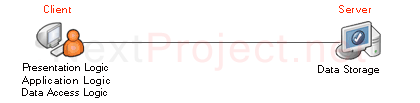 Client
Server
Presentation Logic
Application Logic
Data Access Logic
Data Storage